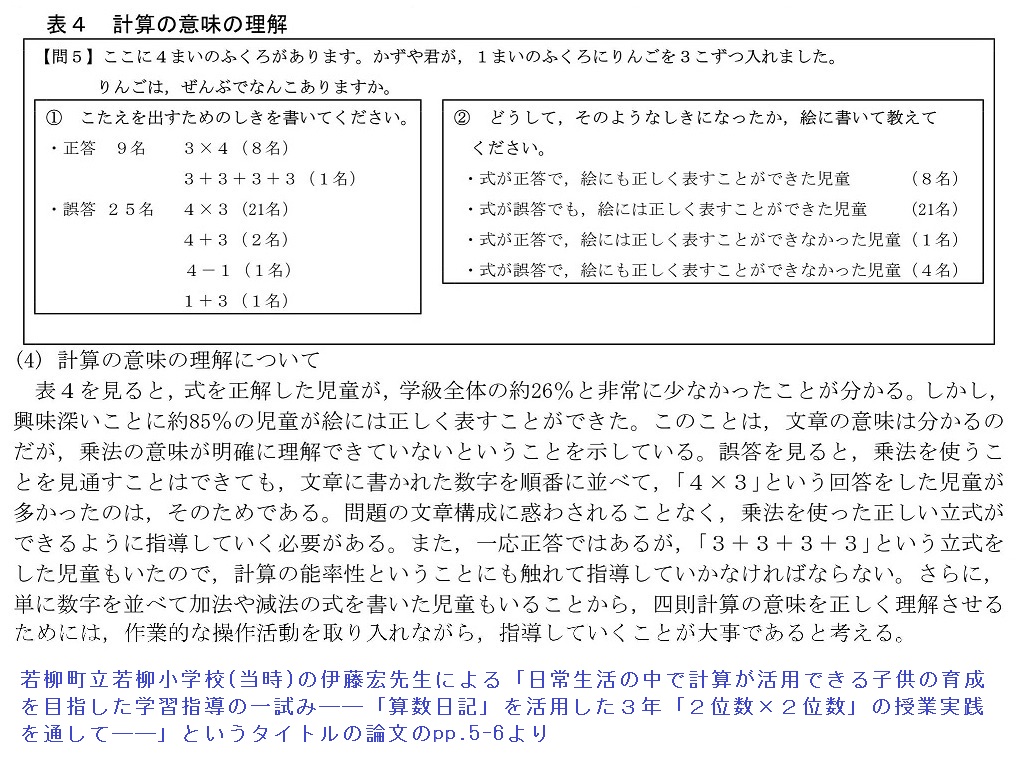 表４　計算の意味の理解
【問５】ここに４まいのふくろがあります。かずや君が，１まいのふくろにりんごを３こずつ入れました。
りんごは，ぜんぶでなんこありますか。
①　こたえを出すためのしきを書いてください。
・正答　９名　３×４（８名）
３＋３＋３＋３（１名）
・誤答　２５名　４×３（21名）
４＋３（２名）
４－１（１名）
１＋３（１名）
②　どうして，そのようなしきになったか，絵に書いて教えて
ください。
・式が正答で，絵にも正しく表すことができた児童　（８名）
・式が誤答でも，絵には正しく表すことができた児童　（21名）
・式が正答で，絵には正しく表すことができなかった児童（１名）
・式が誤答で，絵にも正しく表すことができなかった児童（４名）
(4) 計算の意味の理解について
表４を見ると，式を正解した児童が，学級全体の約26％と非常に少なかったことが分かる。しかし，
興味深いことに約85％の児童が絵には正しく表すことができた。このことは，文章の意味は分かるの
だが，乗法の意味が明確に理解できていないということを示している。誤答を見ると，乗法を使うこ
とを見通すことはできても，文章に書かれた数字を順番に並べて，「４×３」という回答をした児童が
多かったのは，そのためである。問題の文章構成に惑わされることなく，乗法を使った正しい立式が
できるように指導していく必要がある。また，一応正答ではあるが，「３＋３＋３＋３」という立式を
した児童もいたので，計算の能率性ということにも触れて指導していかなければならない。さらに，
単に数字を並べて加法や減法の式を書いた児童もいることから，四則計算の意味を正しく理解させる
ためには，作業的な操作活動を取り入れながら，指導していくことが大事であると考える。
若柳町立若柳小学校(当時)の伊藤宏先生による「日常生活の中で計算が活用できる子供の育成
を目指した学習指導の一試み――「算数日記」を活用した３年「２位数×２位数」の授業実践
を通して――」というタイトルの論文のpp.5-6より